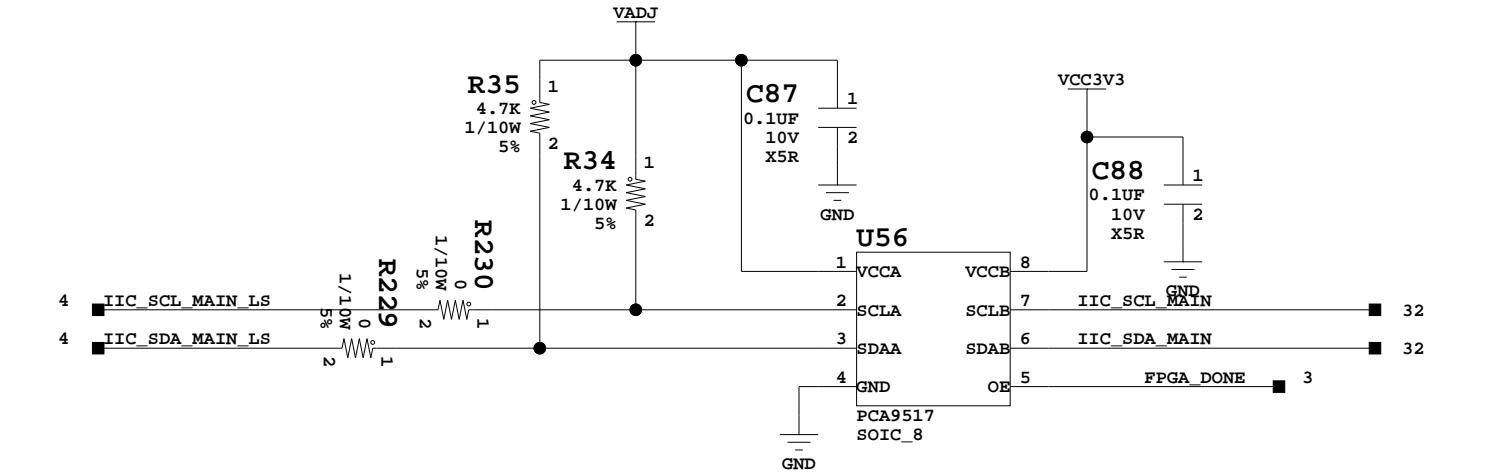 VADJ
R35
1
4.7K
1/10W
5%
2
R34
1
4.7K
1/10W
5%
2
C87
1
0.1UF
10V
2
X5R
GND
VCC3V3
C88
1
0.1UF
10V
2
X5R
GND
R230
0
1/10W
5%
2
1
R229
0
1/10W
5%
2
1
4 IIC_SCL_MAIN_LS
4 IIC_SDA_MAIN_LS
U56
1 VCCA VCCB 8
2 SCLA SCLB 7 IIC_SCL_MAIN 32
3 SDAA SDAB 6 IIC_SDA_MAIN 32
4 GND OE 5 FPGA_DONE 3
PCA9517
SOIC_8
GND